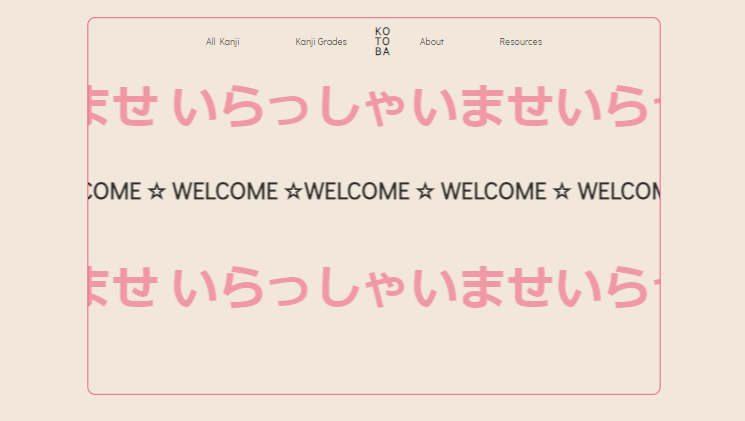 All Kanji
Kanji Grades
KO
TO
BA
About
Resources
ませ いらっしゃいませいらっ
COME ☆ WELCOME ☆WELCOME ☆ WELCOME ☆ WELCOM
ませ いらっしゃいませいらっ